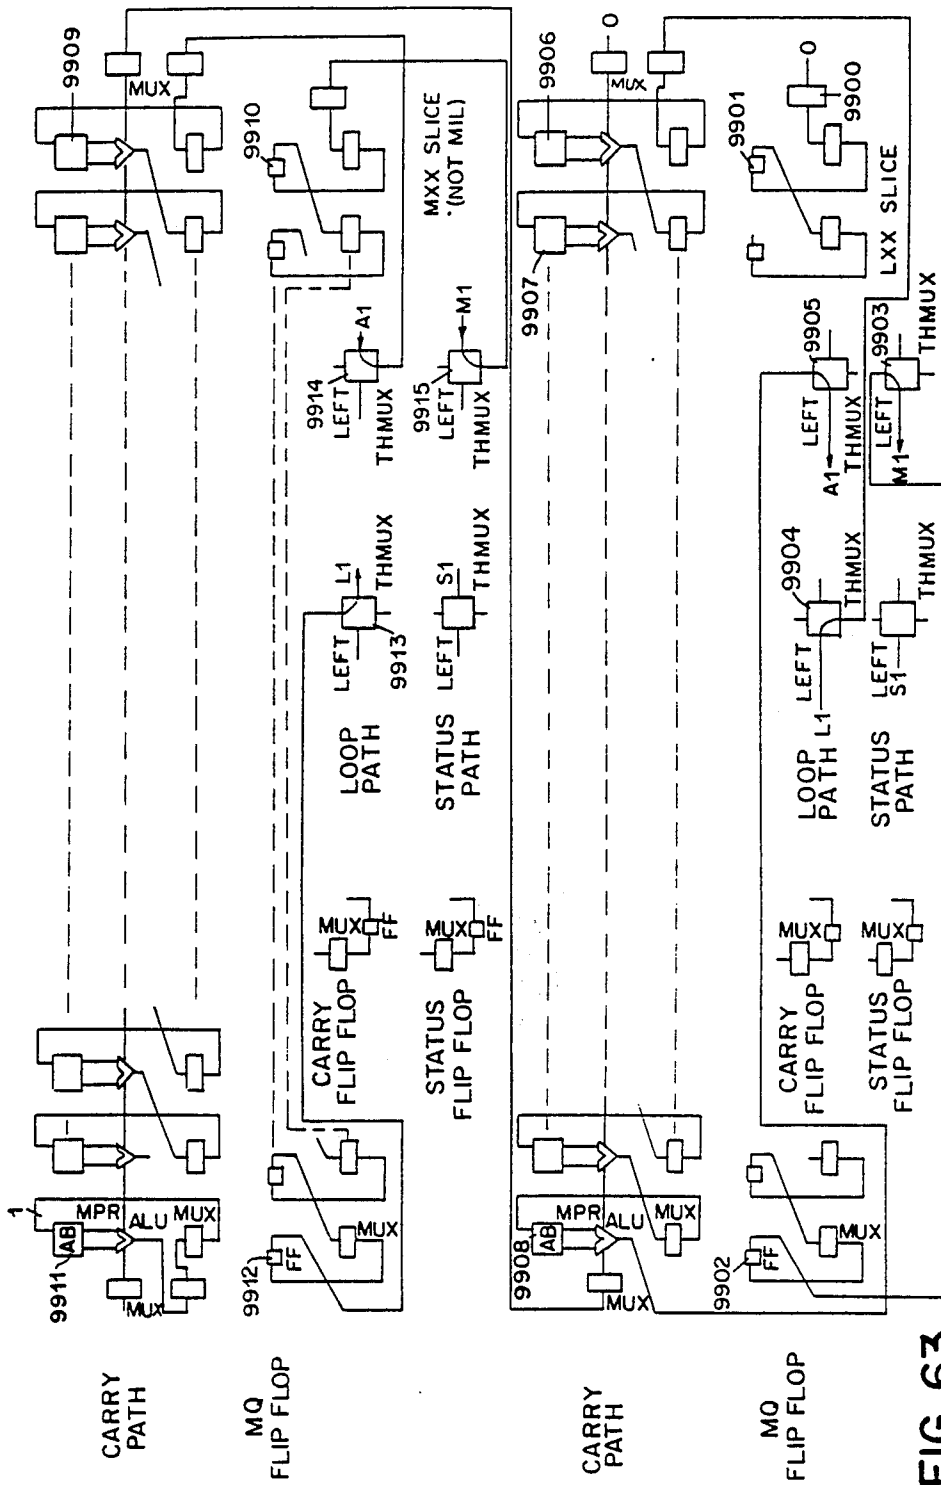 CARRY
PATH
1
9911
AB
MPR
ALU
MUX
MUX
9909
MUX
MQ
FLIP FLOP
9912
FF
MUX
CARRY
FLIP FLOP
MUX
FF
LOOP
PATH
LEFT
L1
9913
THMUX
9914
LEFT
A1
THMUX
9910
STATUS
FLIP FLOP
MUX
FF
STATUS
PATH
LEFT
S1
THMUX
9915
LEFT
M1
THMUX
MXX SLICE
(NOT MIL)
CARRY
PATH
9908
AB
MPR
ALU
MUX
MUX
9907
9906
0
MUX
MQ
FLIP FLOP
9902
FF
MUX
CARRY
FLIP FLOP
MUX
FF
LOOP
PATH
L1
LEFT
9904
THMUX
LEFT
A1
9905
THMUX
9901
0
9900
STATUS
FLIP FLOP
MUX
FF
STATUS
PATH
LEFT
S1
THMUX
LEFT
M1
9903
THMUX
LXX SLICE
FIG. 63